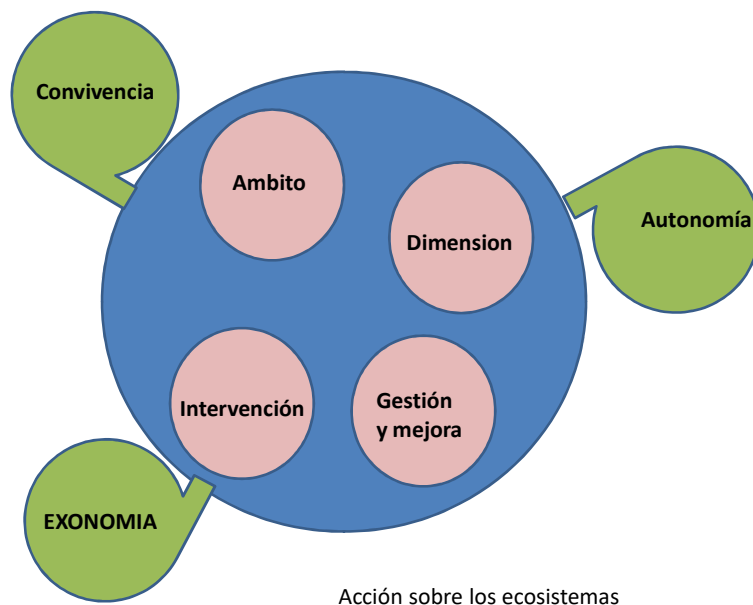 Convivencia
Ambito
Dimension
Autonomía
Intervención
Gestión
y mejora
EXONOMIA
Acción sobre los ecosistemas